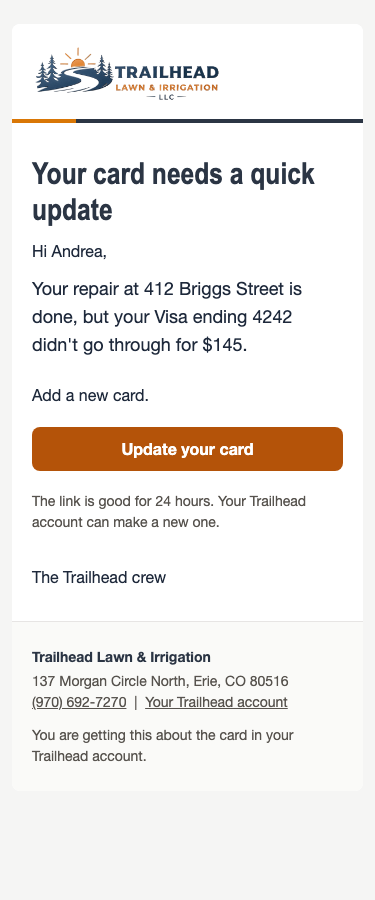 TRAILHEAD
LAWN & IRRIGATION
LLC
Your card needs a quick
update
Hi Andrea,
Your repair at 412 Briggs Street is
done, but your Visa ending 4242
didn't go through for $145.
Add a new card.
Update your card
The link is good for 24 hours. Your Trailhead
account can make a new one.
The Trailhead crew
Trailhead Lawn & Irrigation
137 Morgan Circle North, Erie, CO 80516
(970) 692-7270 | Your Trailhead account
You are getting this about the card in your
Trailhead account.